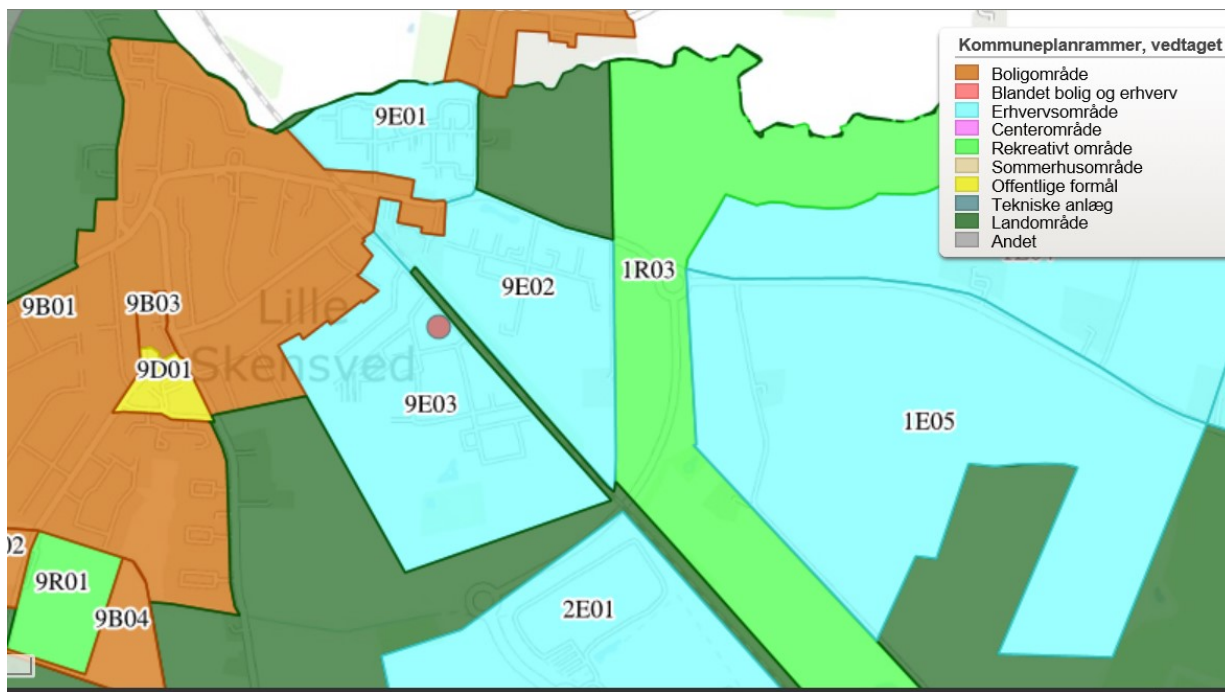 Kommuneplanrammer, vedtaget
Boligområde
Blandet bolig og erhverv
Erhvervsområde
Centerområde
Rekreativt område
Sommerhusområde
Offentlige formål
Tekniske anlæg
Landområde
Andet
9E01
1R03
9E02
9B01
9B03
Lille
Skensved
9D01
9E03
1E05
02
9R01
9B04
2E01